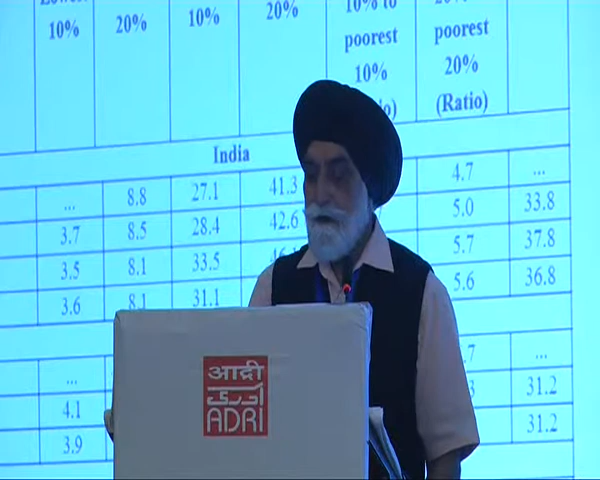 Lowest 20% 10% 20% 10% to 20%
10% poorest poorest
10% 20%
(Ratio)
India
... 8.8 27.1 41.3 4.7 ...
3.7 8.5 28.4 42.6 5.0 33.8
3.5 8.1 33.5 5.7 37.8
3.6 8.1 31.1 5.6 36.8
... ...
4.1 31.2
3.9 31.2
आद्री
ادری
ADRI